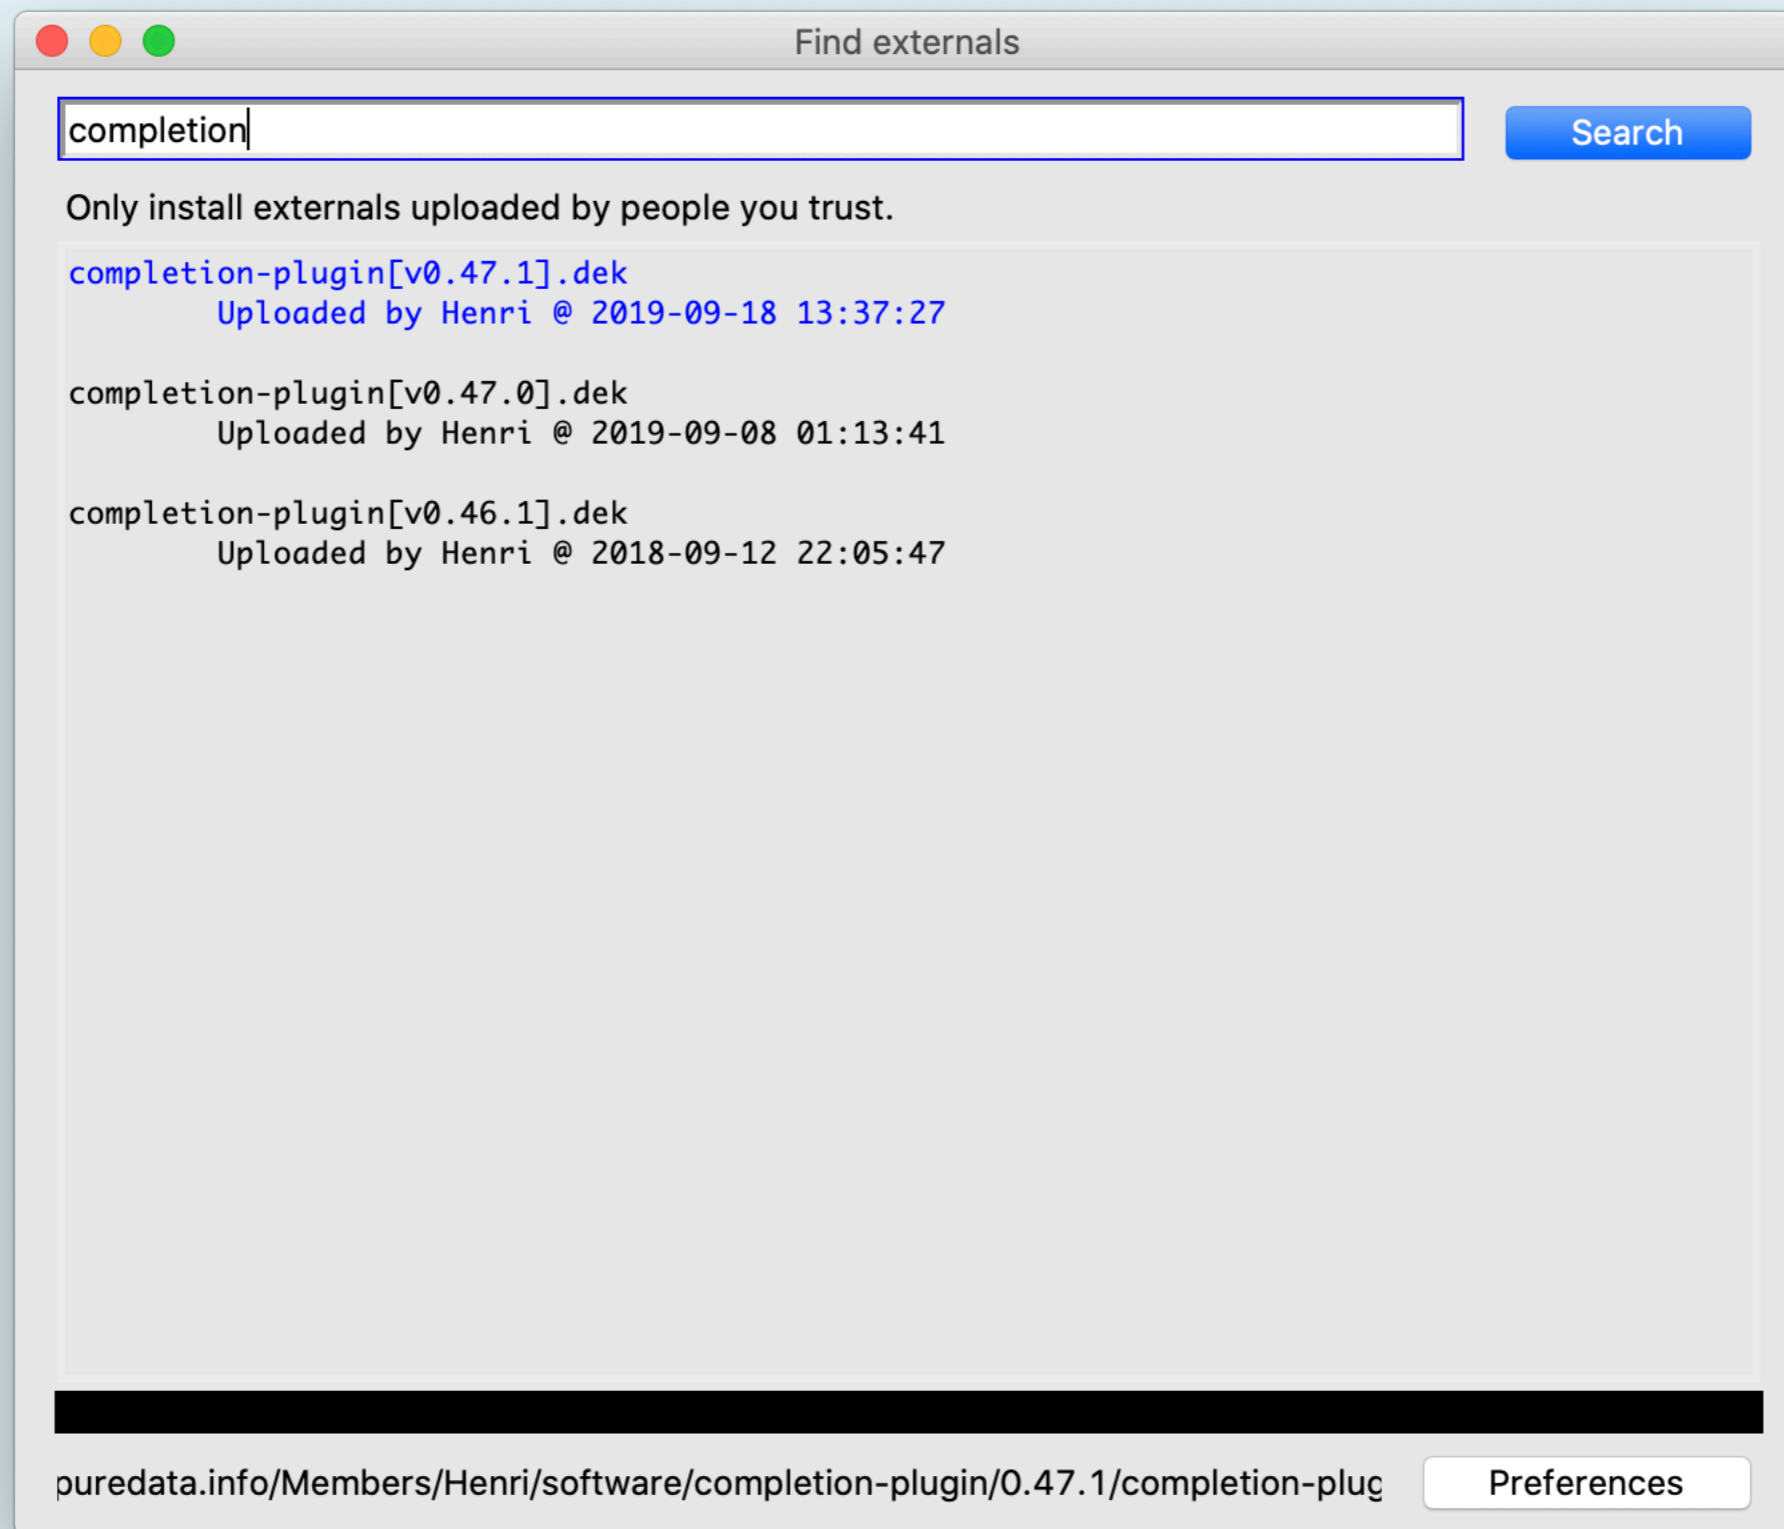 Find externals
completion
Search
Only install externals uploaded by people you trust.
completion-plugin[v0.47.1].dek
Uploaded by Henri @ 2019-09-18 13:37:27
completion-plugin[v0.47.0].dek
Uploaded by Henri @ 2019-09-08 01:13:41
completion-plugin[v0.46.1].dek
Uploaded by Henri @ 2018-09-12 22:05:47
puredata.info/Members/Henri/software/completion-plugin/0.47.1/completion-plug
Preferences